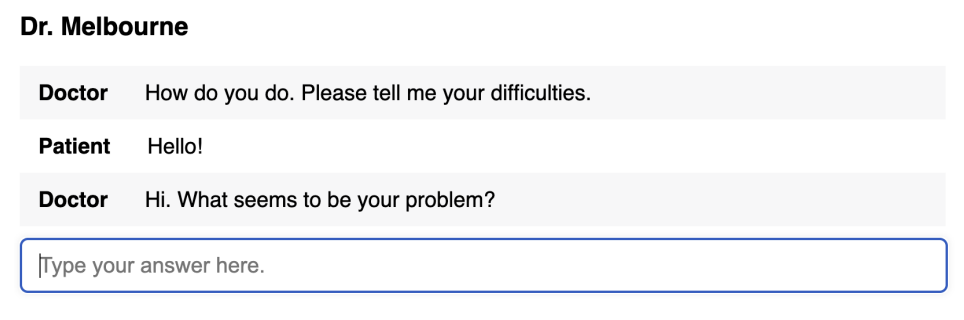 Dr. Melbourne
Doctor How do you do. Please tell me your difficulties.
Patient Hello!
Doctor Hi. What seems to be your problem?
Type your answer here.